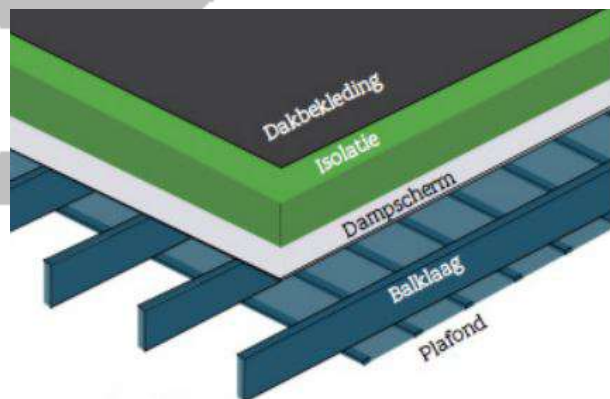 Dakbekleding
Isolatie
Dampscherm
Balklaag
Plafond